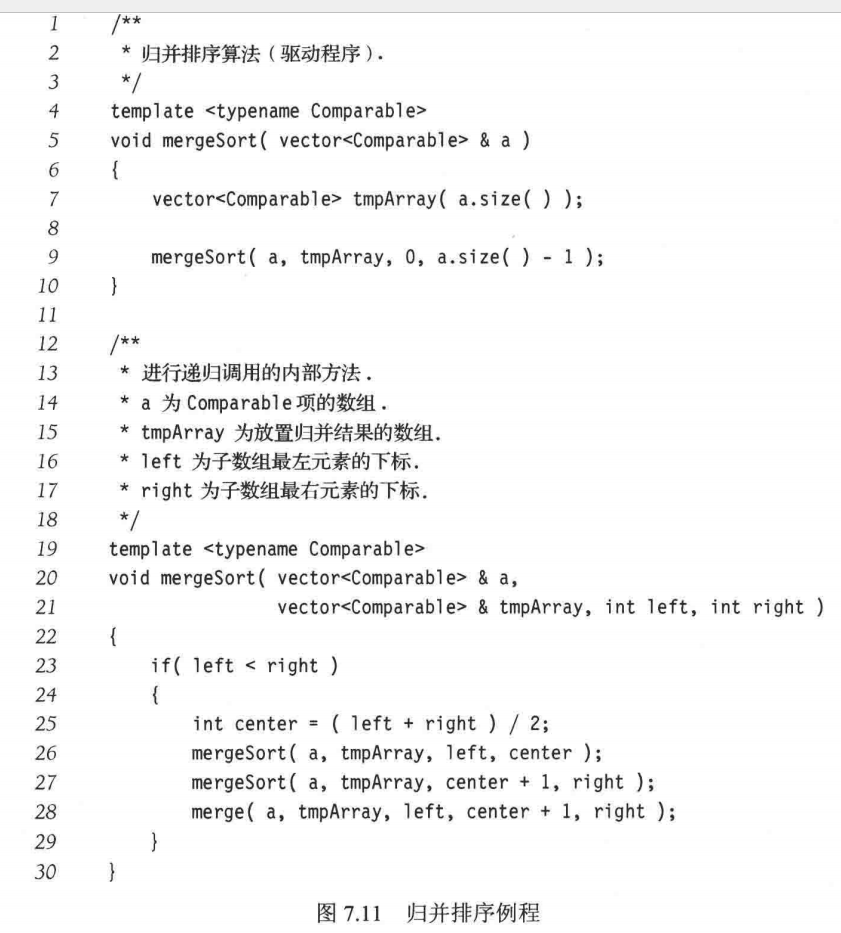 1 /**
2 * 归并排序算法（驱动程序）.
3 */
4 template <typename Comparable>
5 void mergeSort( vector<Comparable> & a )
6 {
7 vector<Comparable> tmpArray( a.size( ) );
8
9 mergeSort( a, tmpArray, 0, a.size( ) - 1 );
10 }
11
12 /**
13 * 进行递归调用的内部方法.
14 * a 为Comparable项的数组.
15 * tmpArray 为放置归并结果的数组.
16 * left 为子数组最左元素的下标.
17 * right 为子数组最右元素的下标.
18 */
19 template <typename Comparable>
20 void mergeSort( vector<Comparable> & a,
21 vector<Comparable> & tmpArray, int left, int right )
22 {
23 if( left < right )
24 {
25 int center = ( left + right ) / 2;
26 mergeSort( a, tmpArray, left, center );
27 mergeSort( a, tmpArray, center + 1, right );
28 merge( a, tmpArray, left, center + 1, right );
29 }
30 }
图 7.11 归并排序例程